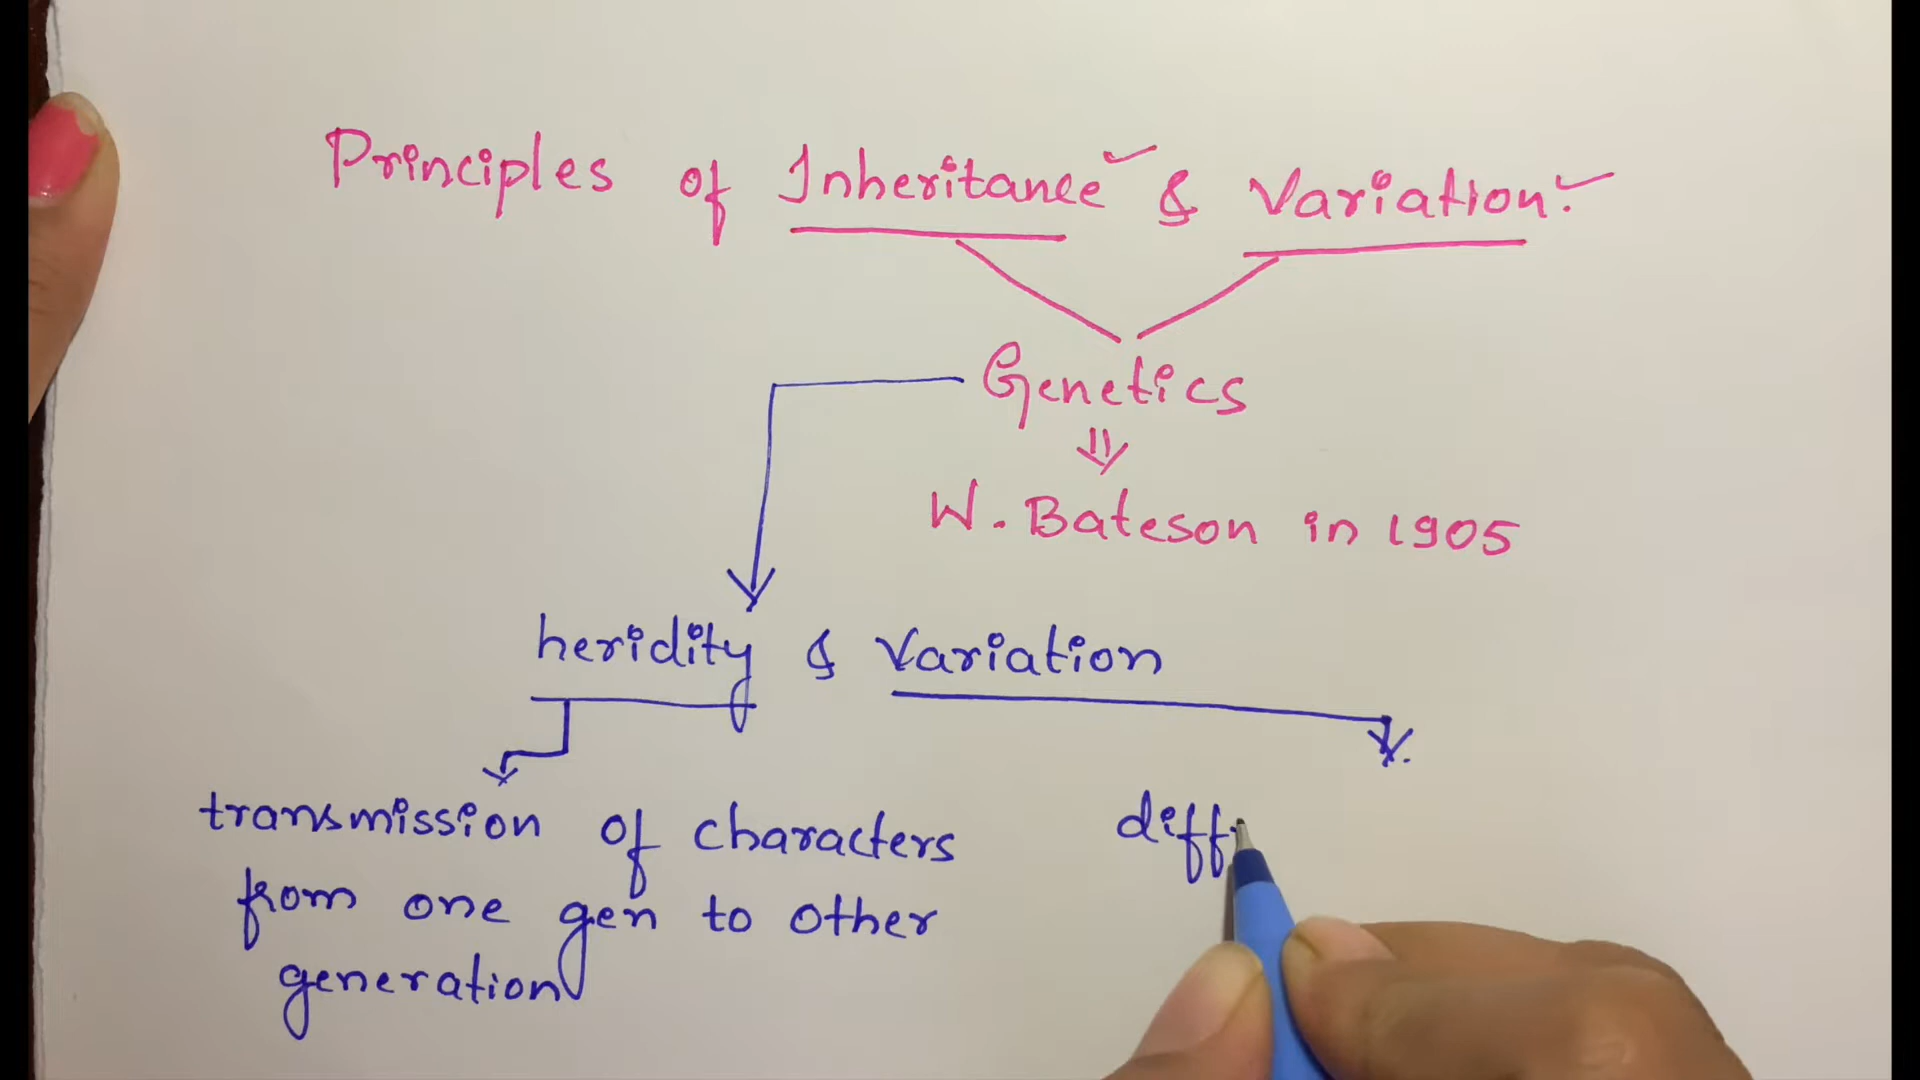 Principles of Inheritance & Variation.
Genetics
W. Bateson in 1905
heridity & Variation
transmission of characters
from one gen to other
generation
diff